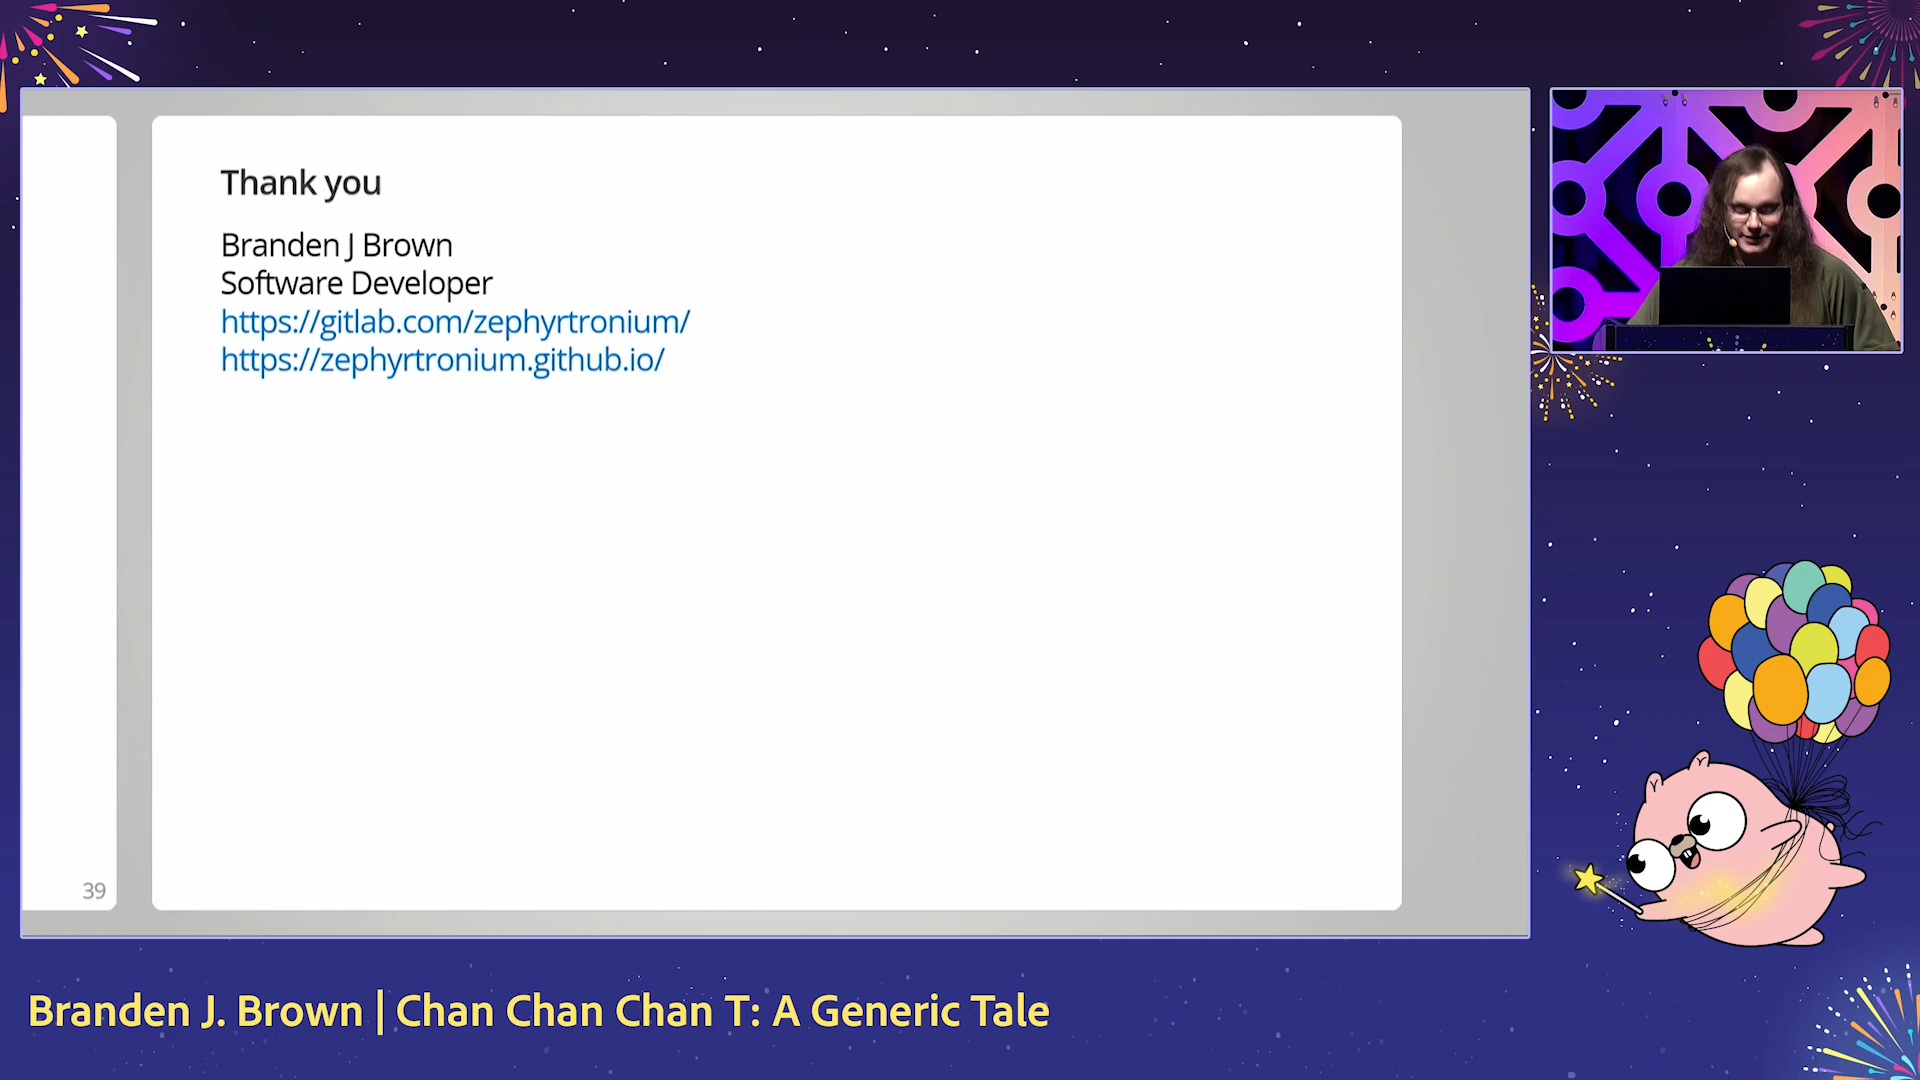 Thank you
Branden J Brown
Software Developer
https://gitlab.com/zephyrtronium/
https://zephyrtronium.github.io/
39
Branden J. Brown | Chan Chan Chan T: A Generic Tale